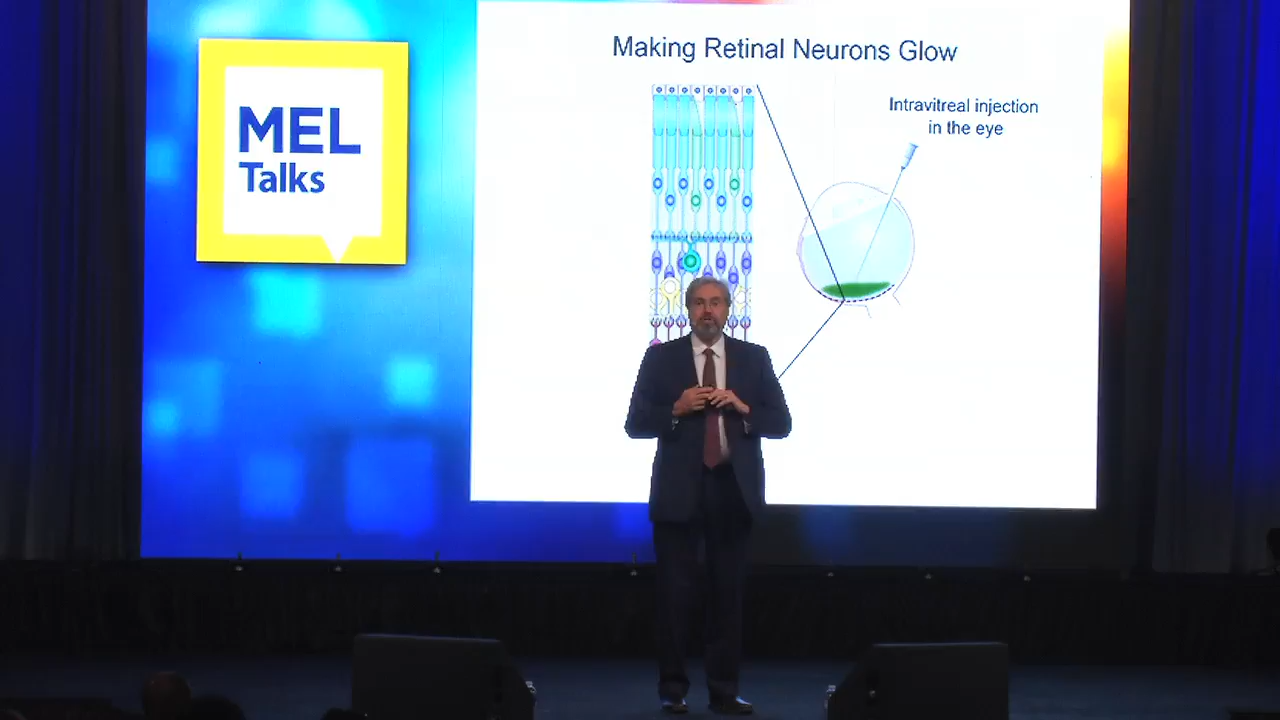 MEL
Talks
Making Retinal Neurons Glow
Intravitreal injection
in the eye